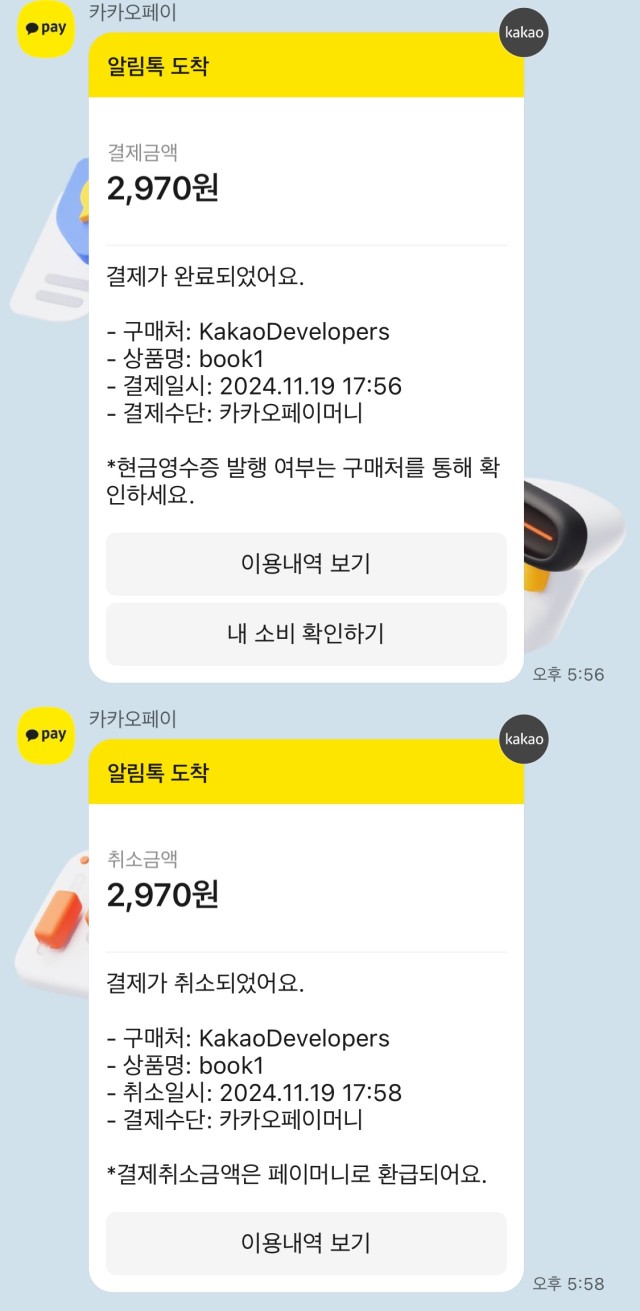 pay
카카오페이
kakao
알림톡 도착
결제금액
2,970원
결제가 완료되었어요.
- 구매처: KakaoDevelopers
- 상품명: book1
- 결제일시: 2024.11.19 17:56
- 결제수단: 카카오페이머니
*현금영수증 발행 여부는 구매처를 통해 확
인하세요.
이용내역 보기
내 소비 확인하기
오후 5:56
pay
카카오페이
kakao
알림톡 도착
취소금액
2,970원
결제가 취소되었어요.
- 구매처: KakaoDevelopers
- 상품명: book1
- 취소일시: 2024.11.19 17:58
- 결제수단: 카카오페이머니
*결제취소금액은 페이머니로 환급되어요.
이용내역 보기
오후 5:58